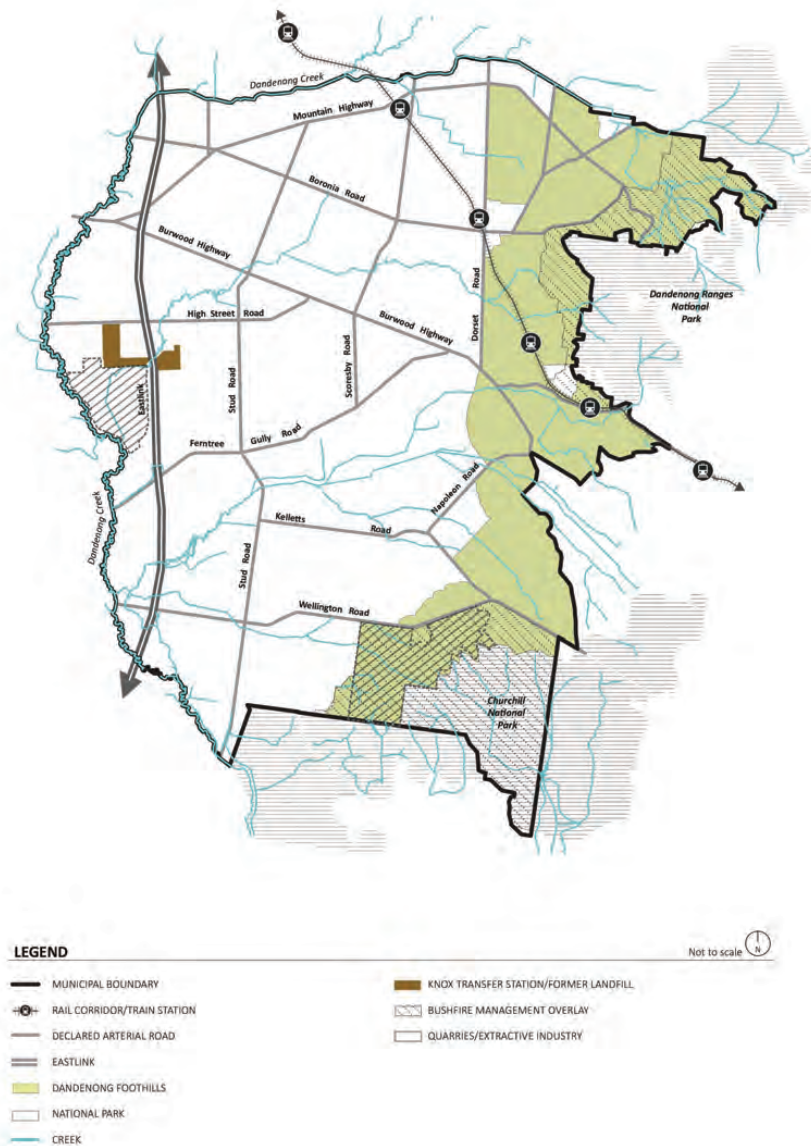 Dandenong Creek
Mountain Highway
Boronia Road
Burwood Highway
Dandenong Ranges
National
Park
High Street Road
Burwood Highway
Dorset Road
Scoresby Road
Stud Road
Eastlink
Ferntree Gully Road
Napoleon Road
Dandenong Creek
Kelletts Road
Stud Road
Wellington Road
Churchill
National
Park
LEGEND
Not to scale N
MUNICIPAL BOUNDARY
RAIL CORRIDOR/TRAIN STATION
DECLARED ARTERIAL ROAD
EASTLINK
DANDENONG FOOTHILLS
NATIONAL PARK
CREEK
KNOX TRANSFER STATION/FORMER LANDFILL
BUSHFIRE MANAGEMENT OVERLAY
QUARRIES/EXTRACTIVE INDUSTRY